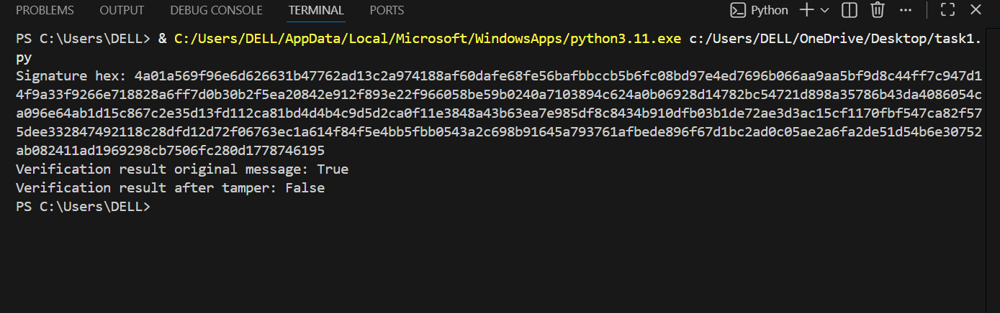 PROBLEMS OUTPUT DEBUG CONSOLE TERMINAL PORTS Python
PS C:\Users\DELL> & C:/Users/DELL/AppData/Local/Microsoft/WindowsApps/python3.11.exe c:/Users/DELL/OneDrive/Desktop/task1.
py
Signature hex: 4a01a569f96e6d626631b47762ad13c2a974188af60dafe68fe56bafbbccb5b6fc08bd97e4ed7696b066aa9aa5bf9d8c44ff7c947d1
4f9a33f9266e718828a6ff7d0b30b2f5ea20842e912f893e22f966058be59b0240a7103894c624a0b06928d14782bc54721d898a35786b43da4086054c
a096e64ab1d15c867c2e35d13fd112ca81bd4d4b4c9d5d2ca0f11e3848a43b63ea7e985df8c8434b910dfb03b1de72ae3d3ac15cf1170fbf547ca82f57
5dee332847492118c28dfd12d72f06763ec1a614f84f5e4bb5fbb0543a2c698b91645a793761afbede896f67d1bc2ad0c05ae2a6fa2de51d54b6e30752
ab082411ad1969298cb7506fc280d1778746195
Verification result original message: True
Verification result after tamper: False
PS C:\Users\DELL>